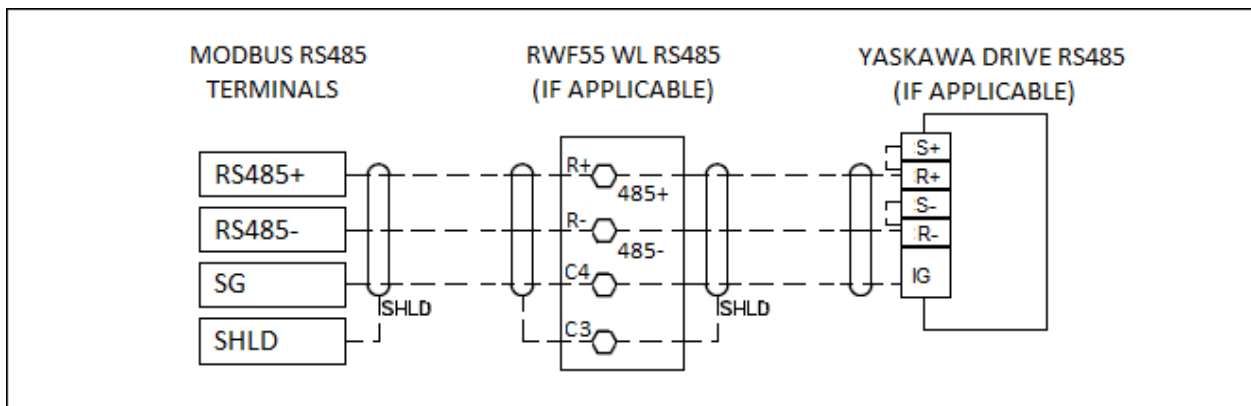 MODBUS RS485
TERMINALS
RWF55 WL RS485
(IF APPLICABLE)
YASKAWA DRIVE RS485
(IF APPLICABLE)
RS485+
RS485-
SG
SHLD
SHLD
R+
485+
R-
485-
C4
C3
SHLD
S+
R+
S-
R-
IG